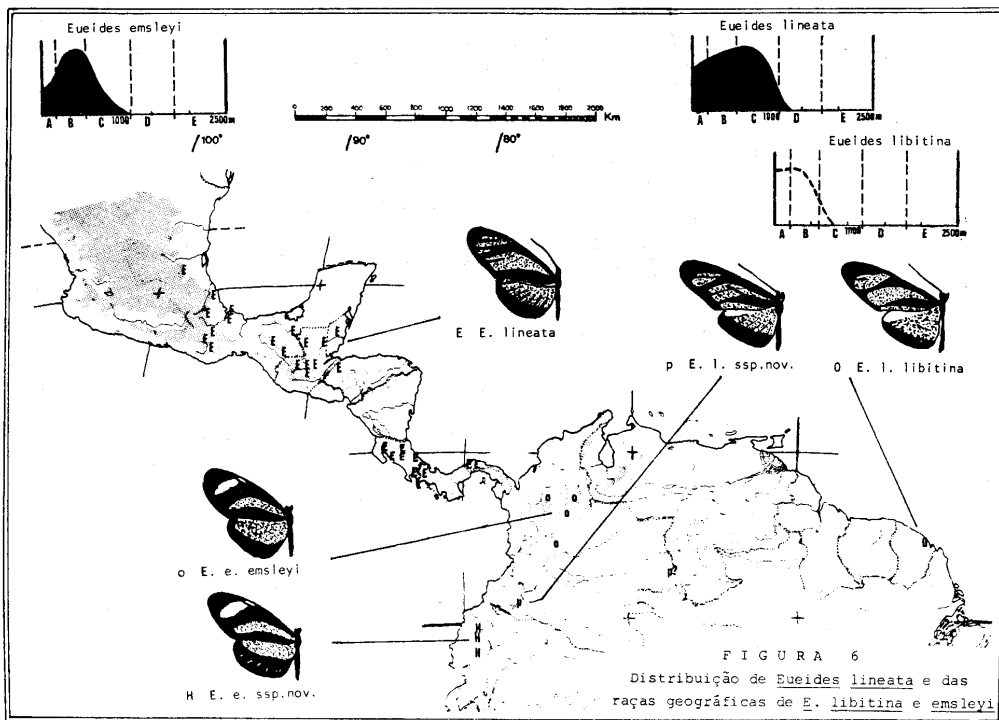 Eueides emsleyi
A B C 1000 D E 2500m
0 200 400 600 800 1000 1200 1400 1600 1800 2000
Km
/100° /90° /80°
Eueides lineata
A B C 1000 D E 2500m
Eueides libitina
A B C D E 2500m
E E. lineata
p E. l. ssp.nov.
O E. l. libitina
o E. e. emsleyi
H E. e. ssp.nov.
FIGURA 6
Distribuição de Eueides lineata e das
raças geográficas de E. libitina e emsleyi